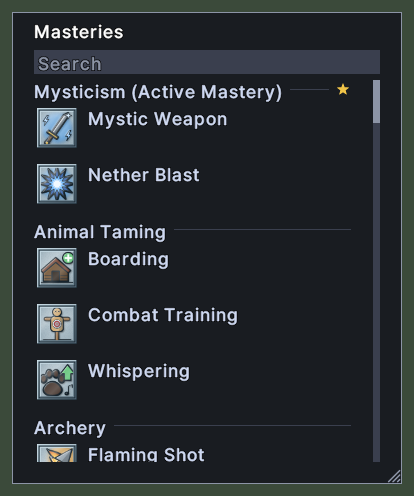 Masteries
Search
Mysticism (Active Mastery)
Mystic Weapon
Nether Blast
Animal Taming
Boarding
Combat Training
Whispering
Archery
Flaming Shot